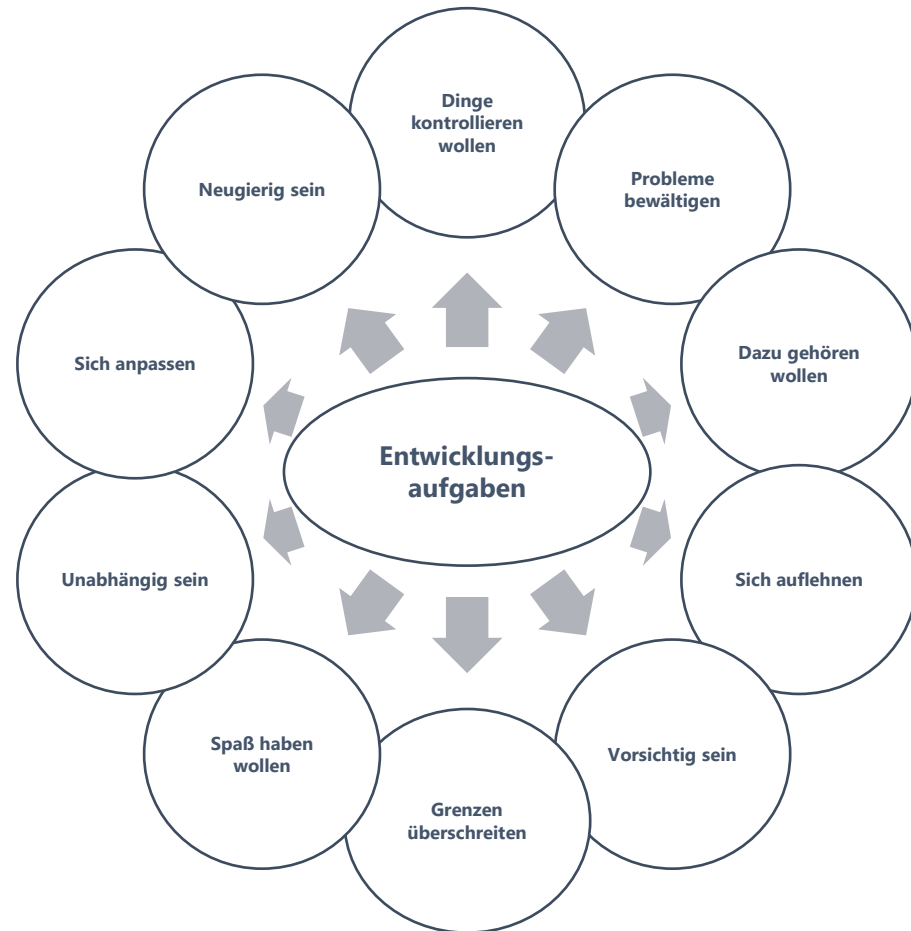 Dinge
kontrollieren
wollen
Probleme
bewältigen
Dazu gehören
wollen
Sich auflehnen
Vorsichtig sein
Grenzen
überschreiten
Spaß haben
wollen
Unabhängig sein
Sich anpassen
Neugierig sein
Entwicklungs-
aufgaben